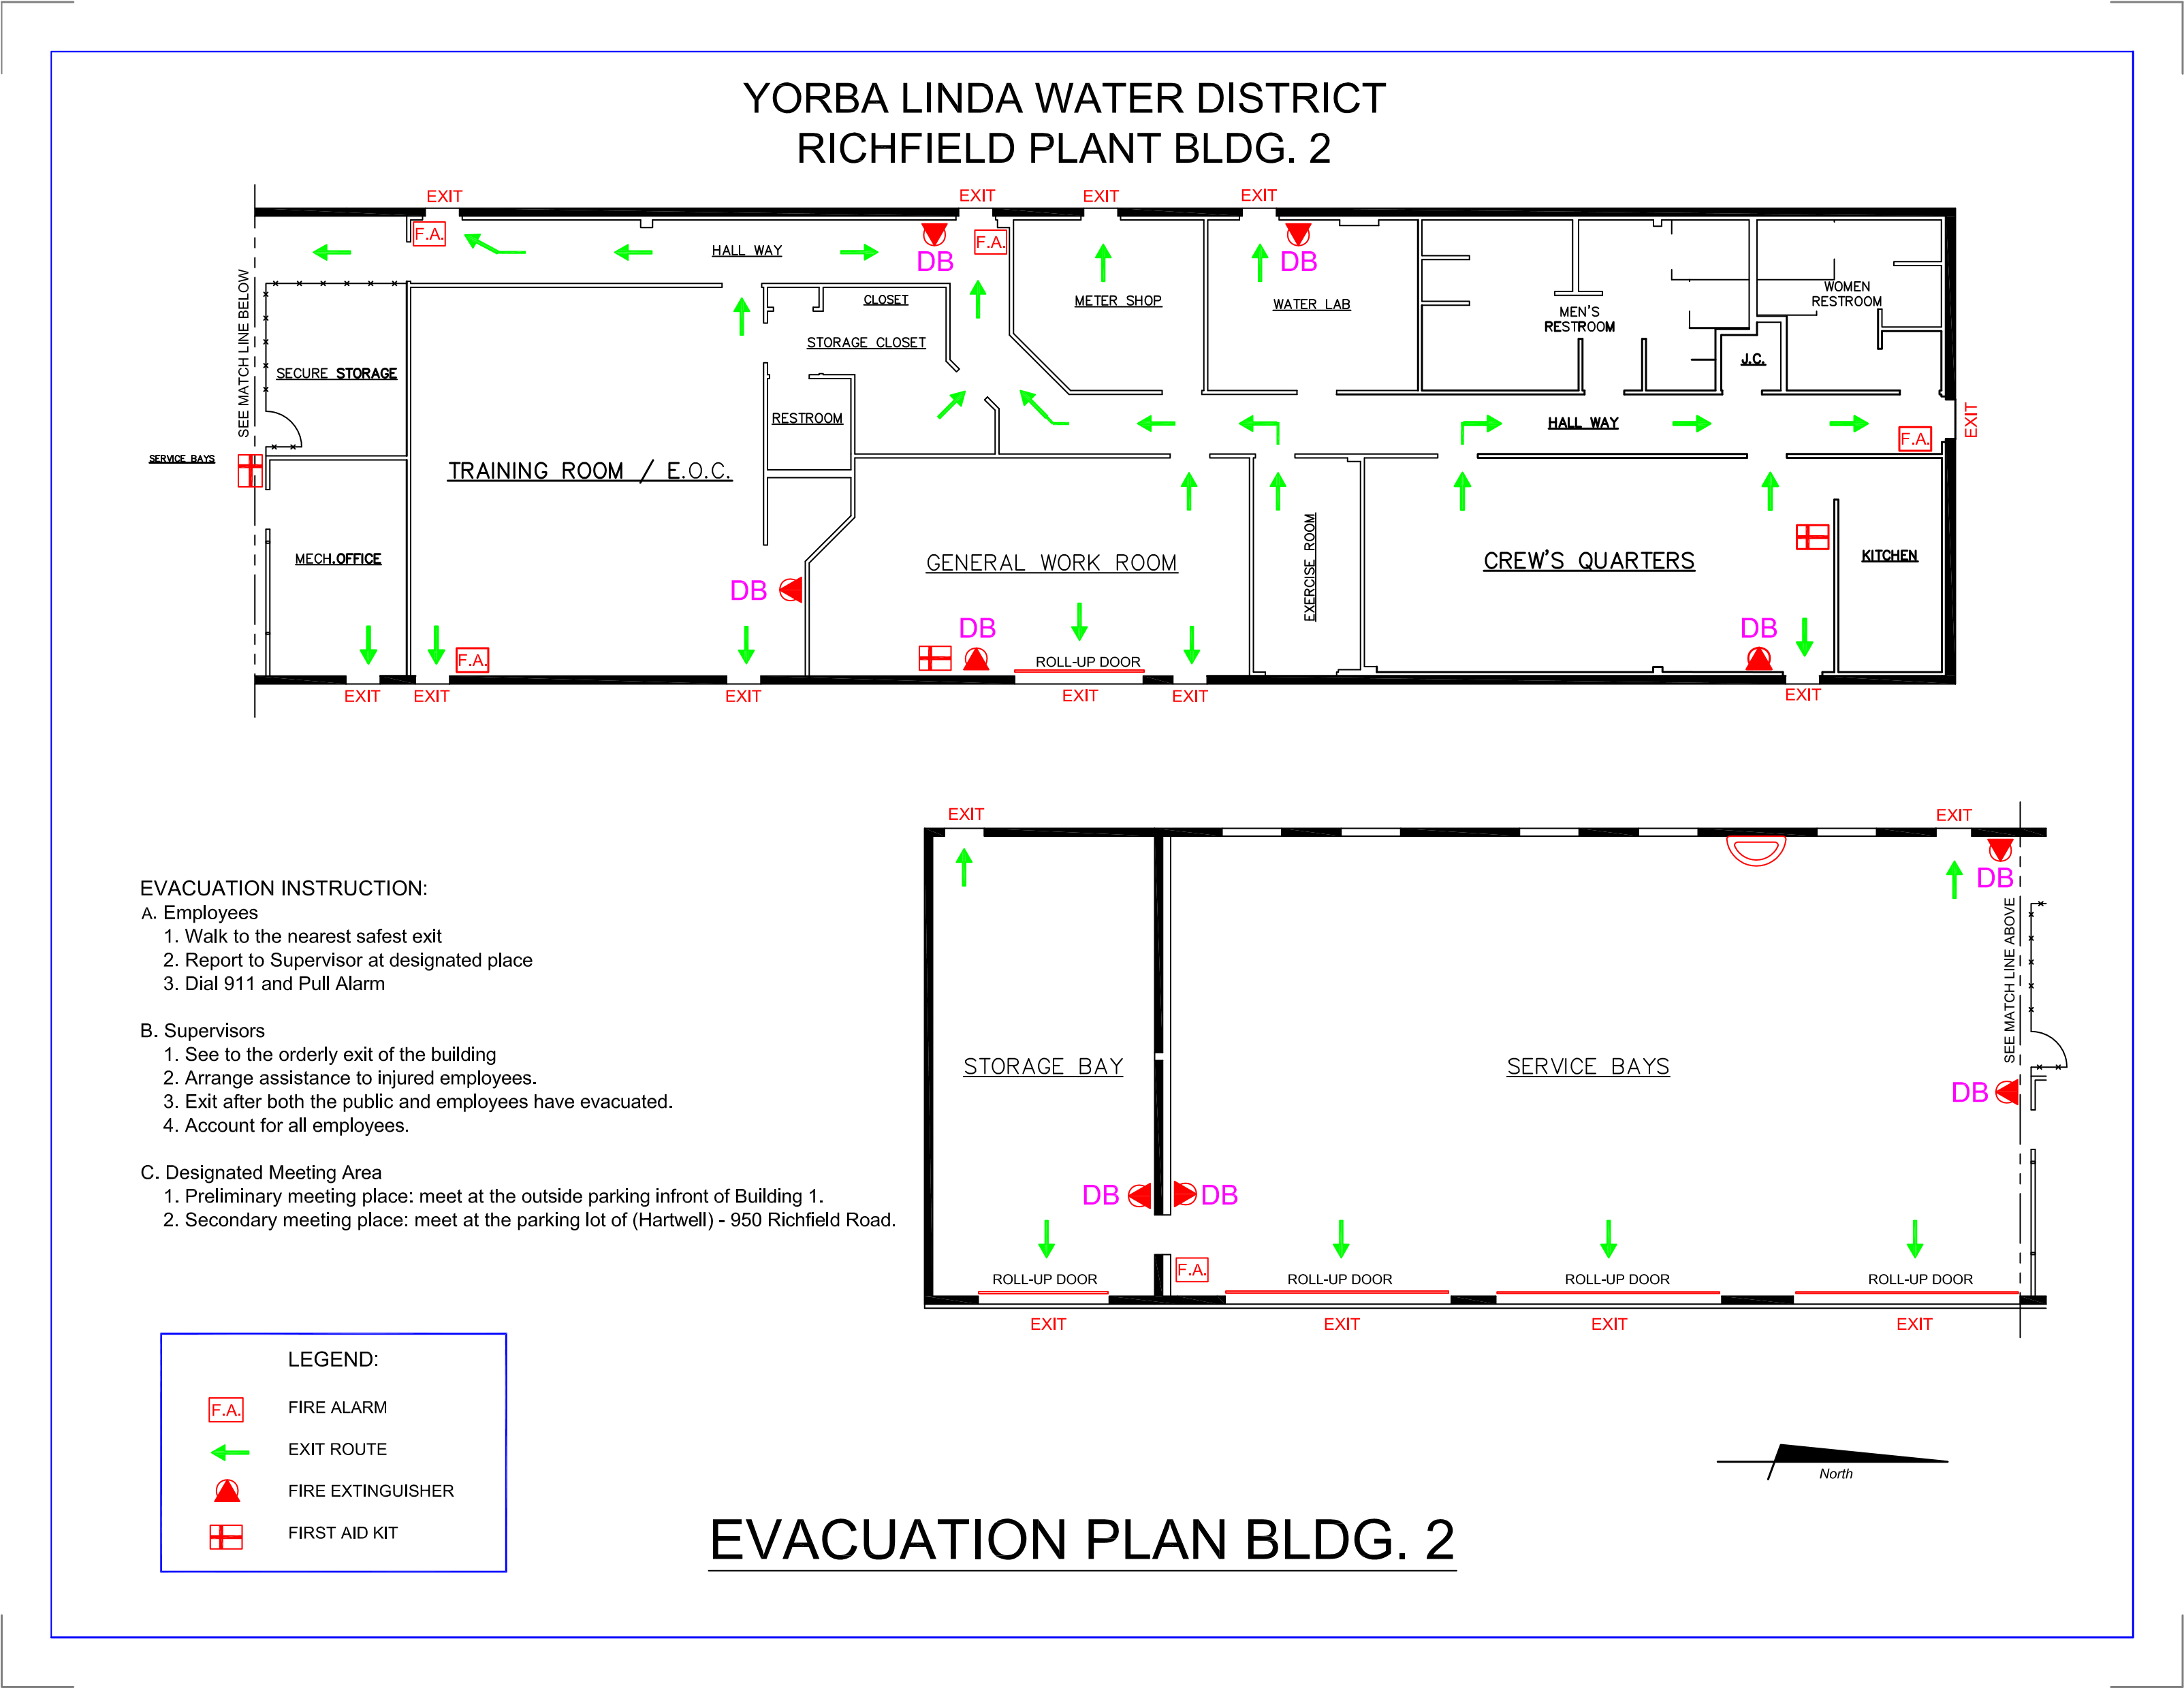 YORBA LINDA WATER DISTRICT
RICHFIELD PLANT BLDG. 2
EXIT
EXIT
EXIT
EXIT
F.A.
HALL WAY
DB
F.A.
DB
SEE MATCH LINE BELOW
CLOSET
METER SHOP
WATER LAB
MEN'S
RESTROOM
WOMEN
RESTROOM
STORAGE CLOSET
J.C.
SECURE STORAGE
RESTROOM
HALL WAY
EXIT
F.A.
SERVICE BAYS
TRAINING ROOM / E.O.C.
MECH.OFFICE
GENERAL WORK ROOM
EXERCISE ROOM
CREW'S QUARTERS
KITCHEN
DB
DB
DB
F.A.
ROLL-UP DOOR
EXIT
EXIT
EXIT
EXIT
EXIT
EXIT
EXIT
EXIT
DB
SEE MATCH LINE ABOVE
STORAGE BAY
SERVICE BAYS
DB
DB
DB
F.A.
ROLL-UP DOOR
ROLL-UP DOOR
ROLL-UP DOOR
ROLL-UP DOOR
EXIT
EXIT
EXIT
EXIT
EVACUATION INSTRUCTION:
A. Employees
1. Walk to the nearest safest exit
2. Report to Supervisor at designated place
3. Dial 911 and Pull Alarm
B. Supervisors
1. See to the orderly exit of the building
2. Arrange assistance to injured employees.
3. Exit after both the public and employees have evacuated.
4. Account for all employees.
C. Designated Meeting Area
1. Preliminary meeting place: meet at the outside parking infront of Building 1.
2. Secondary meeting place: meet at the parking lot of (Hartwell) - 950 Richfield Road.
LEGEND:
F.A. FIRE ALARM
EXIT ROUTE
FIRE EXTINGUISHER
FIRST AID KIT
North
EVACUATION PLAN BLDG. 2